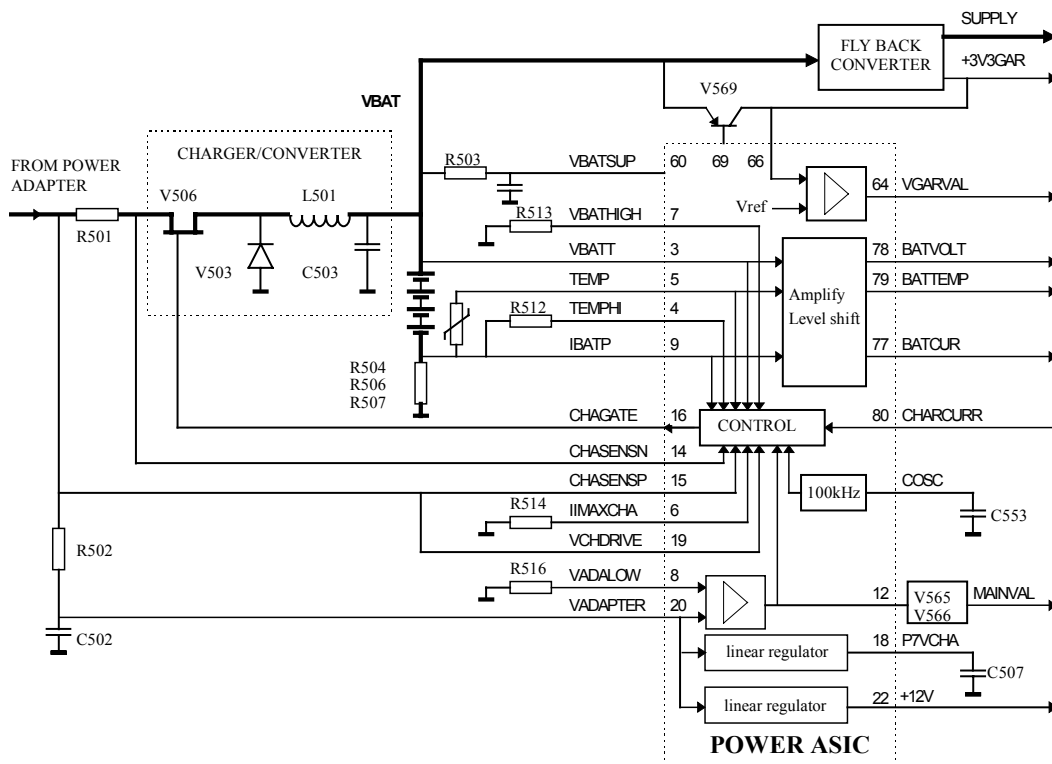 SUPPLY
FLY BACK
CONVERTER
+3V3GAR
V569
VBAT
CHARGER/CONVERTER
FROM POWER
ADAPTER
R503
VBATSUP 60 69 66
64 VGARVAL
V506
L501
R501
Vref
R513
VBATHIGH 7
V503
C503
VBATT 3
78 BATVOLT
TEMP 5
79 BATTEMP
Amplify
Level shift
R512
TEMPHI 4
IBATP 9
77 BATCUR
R504
R506
R507
CHAGATE 16
CONTROL
80 CHARCURR
CHASENSN 14
CHASENSP 15
100kHz
COSC
R514
IIMAXCHA 6
C553
R502
VCHDRIVE 19
R516
VADALOW 8
12
V565
V566
MAINVAL
VADAPTER 20
C502
linear regulator
18 P7VCHA
C507
linear regulator
22 +12V
POWER ASIC